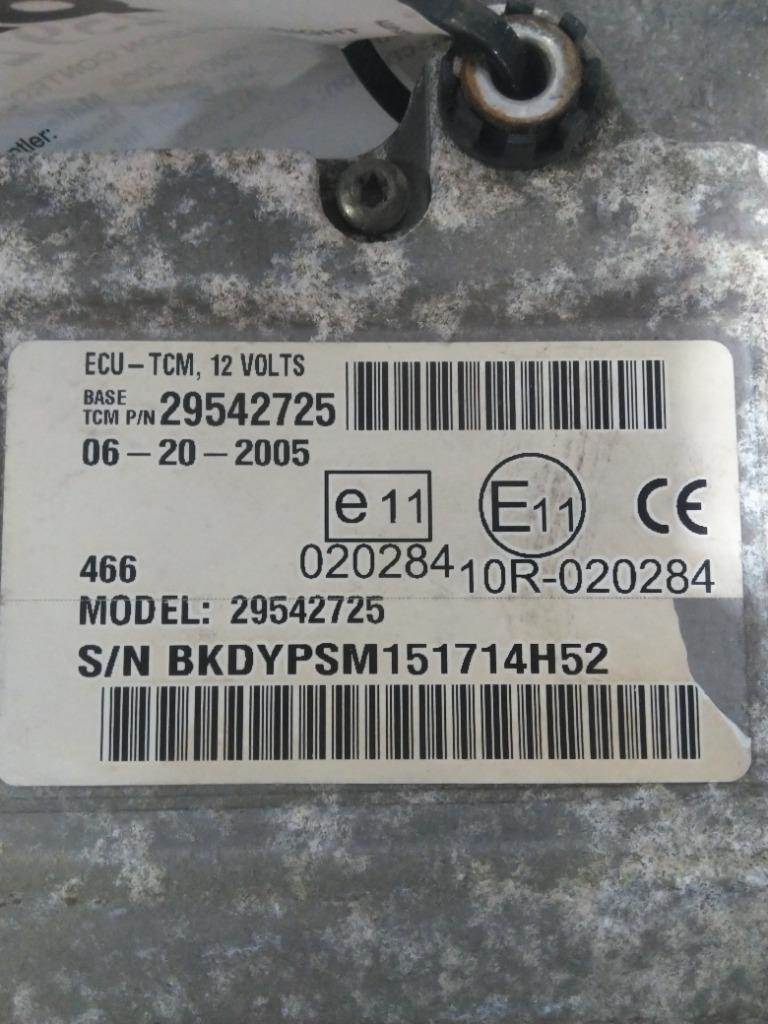 ntler:
ECU-TCM, 12 VOLTS
BASE
TCM P/N 29542725
06-20-2005
e11
E11
CE
020284
10R-020284
466
MODEL: 29542725
S/N BKDYPSM151714H52